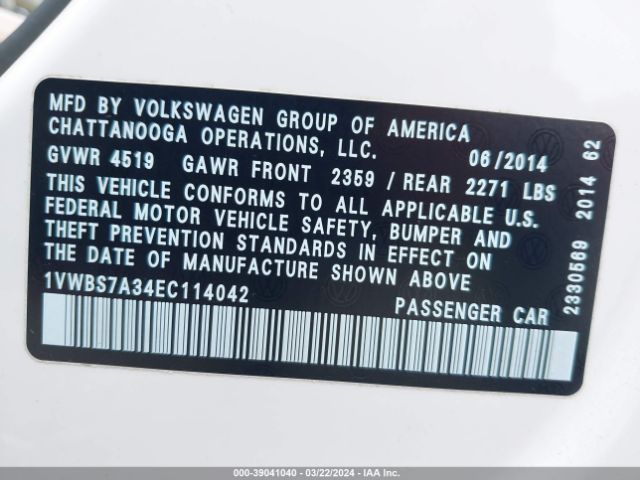 MFD BY VOLKSWAGEN GROUP OF AMERICA
CHATTANOOGA OPERATIONS, LLC. 06/2014
GVWR 4519 GAWR FRONT 2359 / REAR 2271 LBS
THIS VEHICLE CONFORMS TO ALL APPLICABLE U.S.
FEDERAL MOTOR VEHICLE SAFETY, BUMPER AND
THEFT PREVENTION STANDARDS IN EFFECT ON
THE DATE OF MANUFACTURE SHOWN ABOVE
1VWBS7A34EC114042 PASSENGER CAR
2330569 2014 62
000-39041040 - 03/22/2024 - IAAI.COM